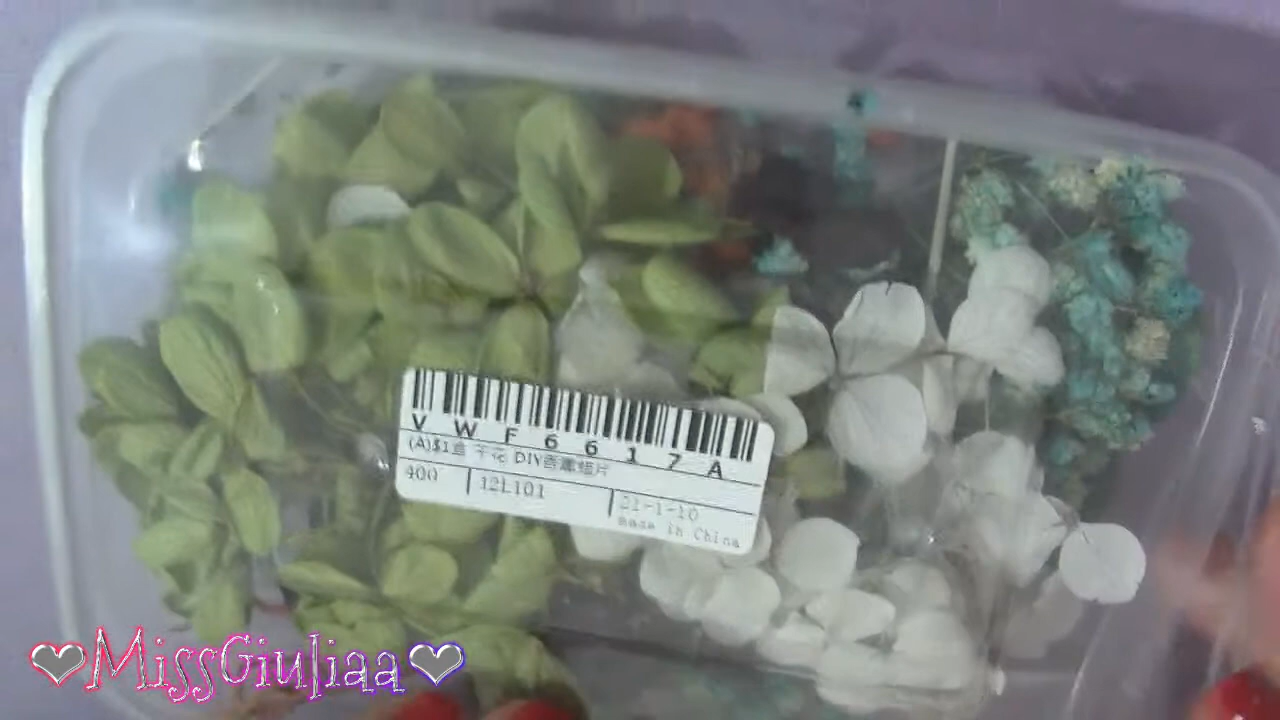 VWF6617A
(A)$1盒 干花 DIY香薰蜡片
400 12L101 21-1-10
made in China
MissGiuliaa